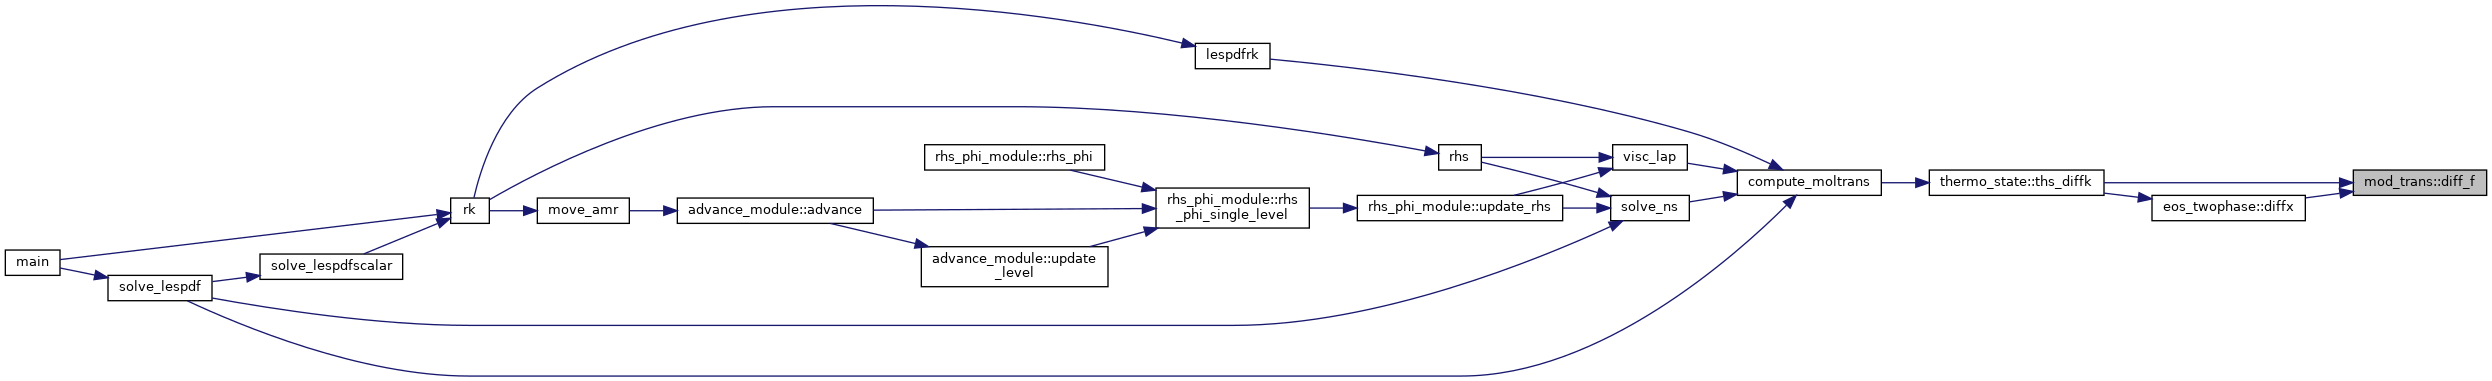 lespdfrk
rhs_phi_module::rhs_phi
rhs
visc_lap
compute_moltrans
thermo_state::ths_diffk
mod_trans::diff_f
rk
move_amr
advance_module::advance
rhs_phi_module::rhs
_phi_single_level
rhs_phi_module::update_rhs
solve_ns
eos_twophase::diffx
main
solve_lespdfscalar
advance_module::update
_level
solve_lespdf